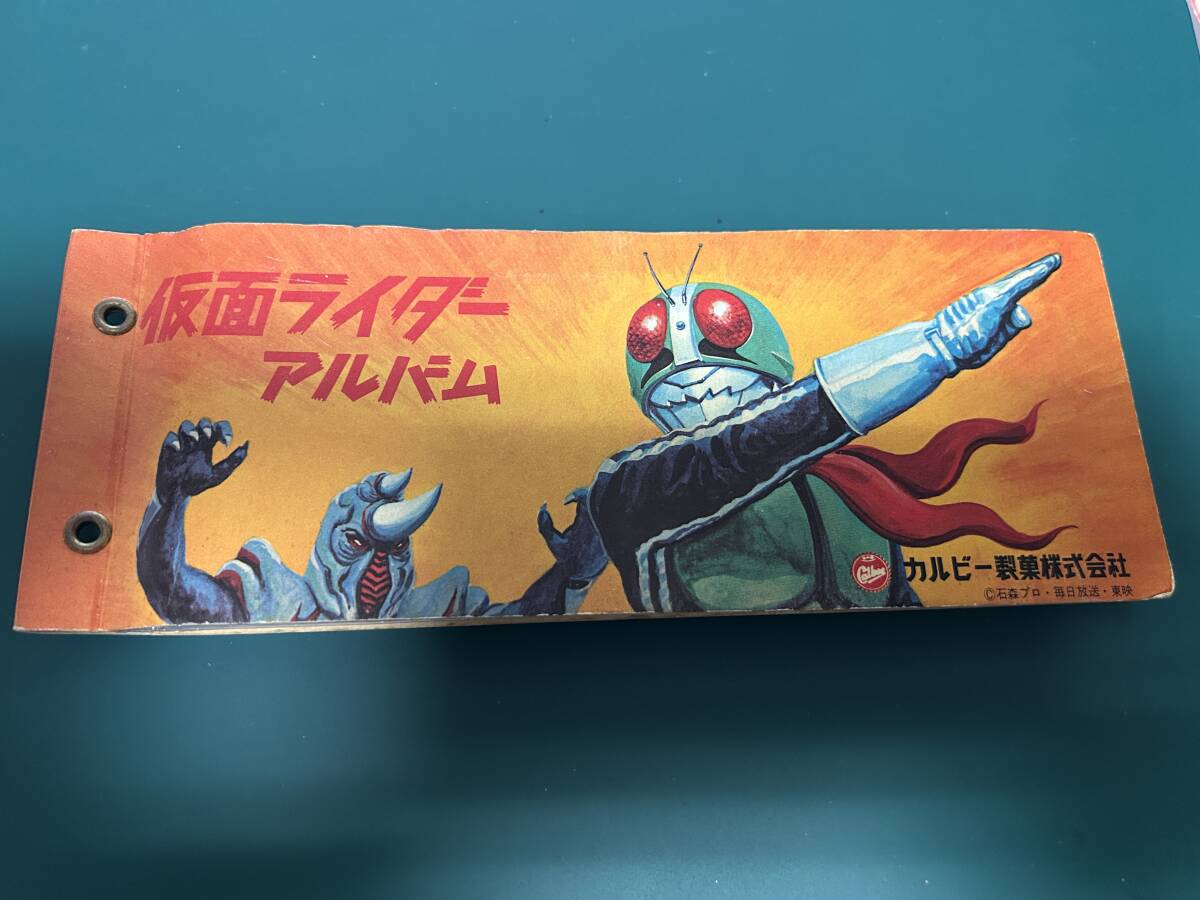 仮面ライダー
アルバム
Calbee
カルビー製菓株式会社
©石森プロ・毎日放送・東映